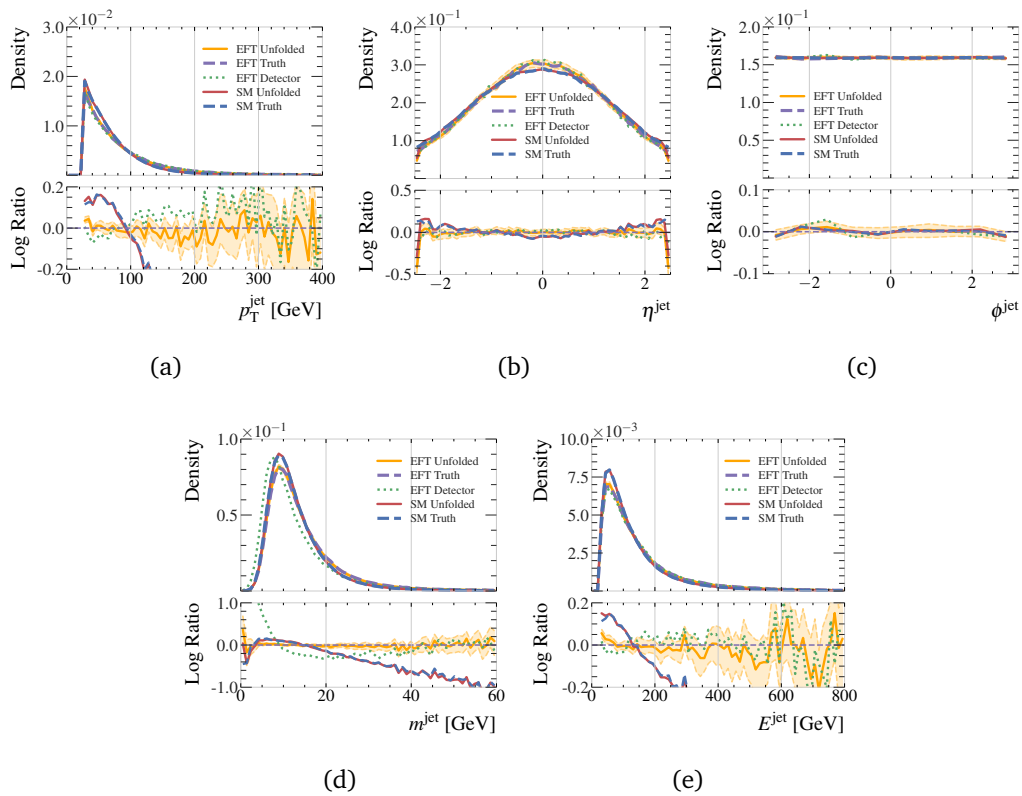 ×10⁻²
3.0
2.0
1.0
Density
EFT Unfolded
EFT Truth
EFT Detector
SM Unfolded
SM Truth
0.2
0.0
-0.2
Log Ratio
0 100 200 300 400
p_T^jet [GeV]
(a)
×10⁻¹
4.0
3.0
2.0
1.0
Density
EFT Unfolded
EFT Truth
EFT Detector
SM Unfolded
SM Truth
0.5
0.0
-0.5
Log Ratio
−2 0 2
η^jet
(b)
×10⁻¹
2.0
1.5
1.0
Density
EFT Unfolded
EFT Truth
EFT Detector
SM Unfolded
SM Truth
0.1
0.0
-0.1
Log Ratio
−2 0 2
ϕ^jet
(c)
×10⁻¹
1.0
0.5
Density
EFT Unfolded
EFT Truth
EFT Detector
SM Unfolded
SM Truth
1.0
0.0
-1.0
Log Ratio
0 20 40 60
m^jet [GeV]
(d)
×10⁻³
10.0
7.5
5.0
2.5
Density
EFT Unfolded
EFT Truth
EFT Detector
SM Unfolded
SM Truth
0.2
0.0
-0.2
Log Ratio
0 200 400 600 800
E^jet [GeV]
(e)